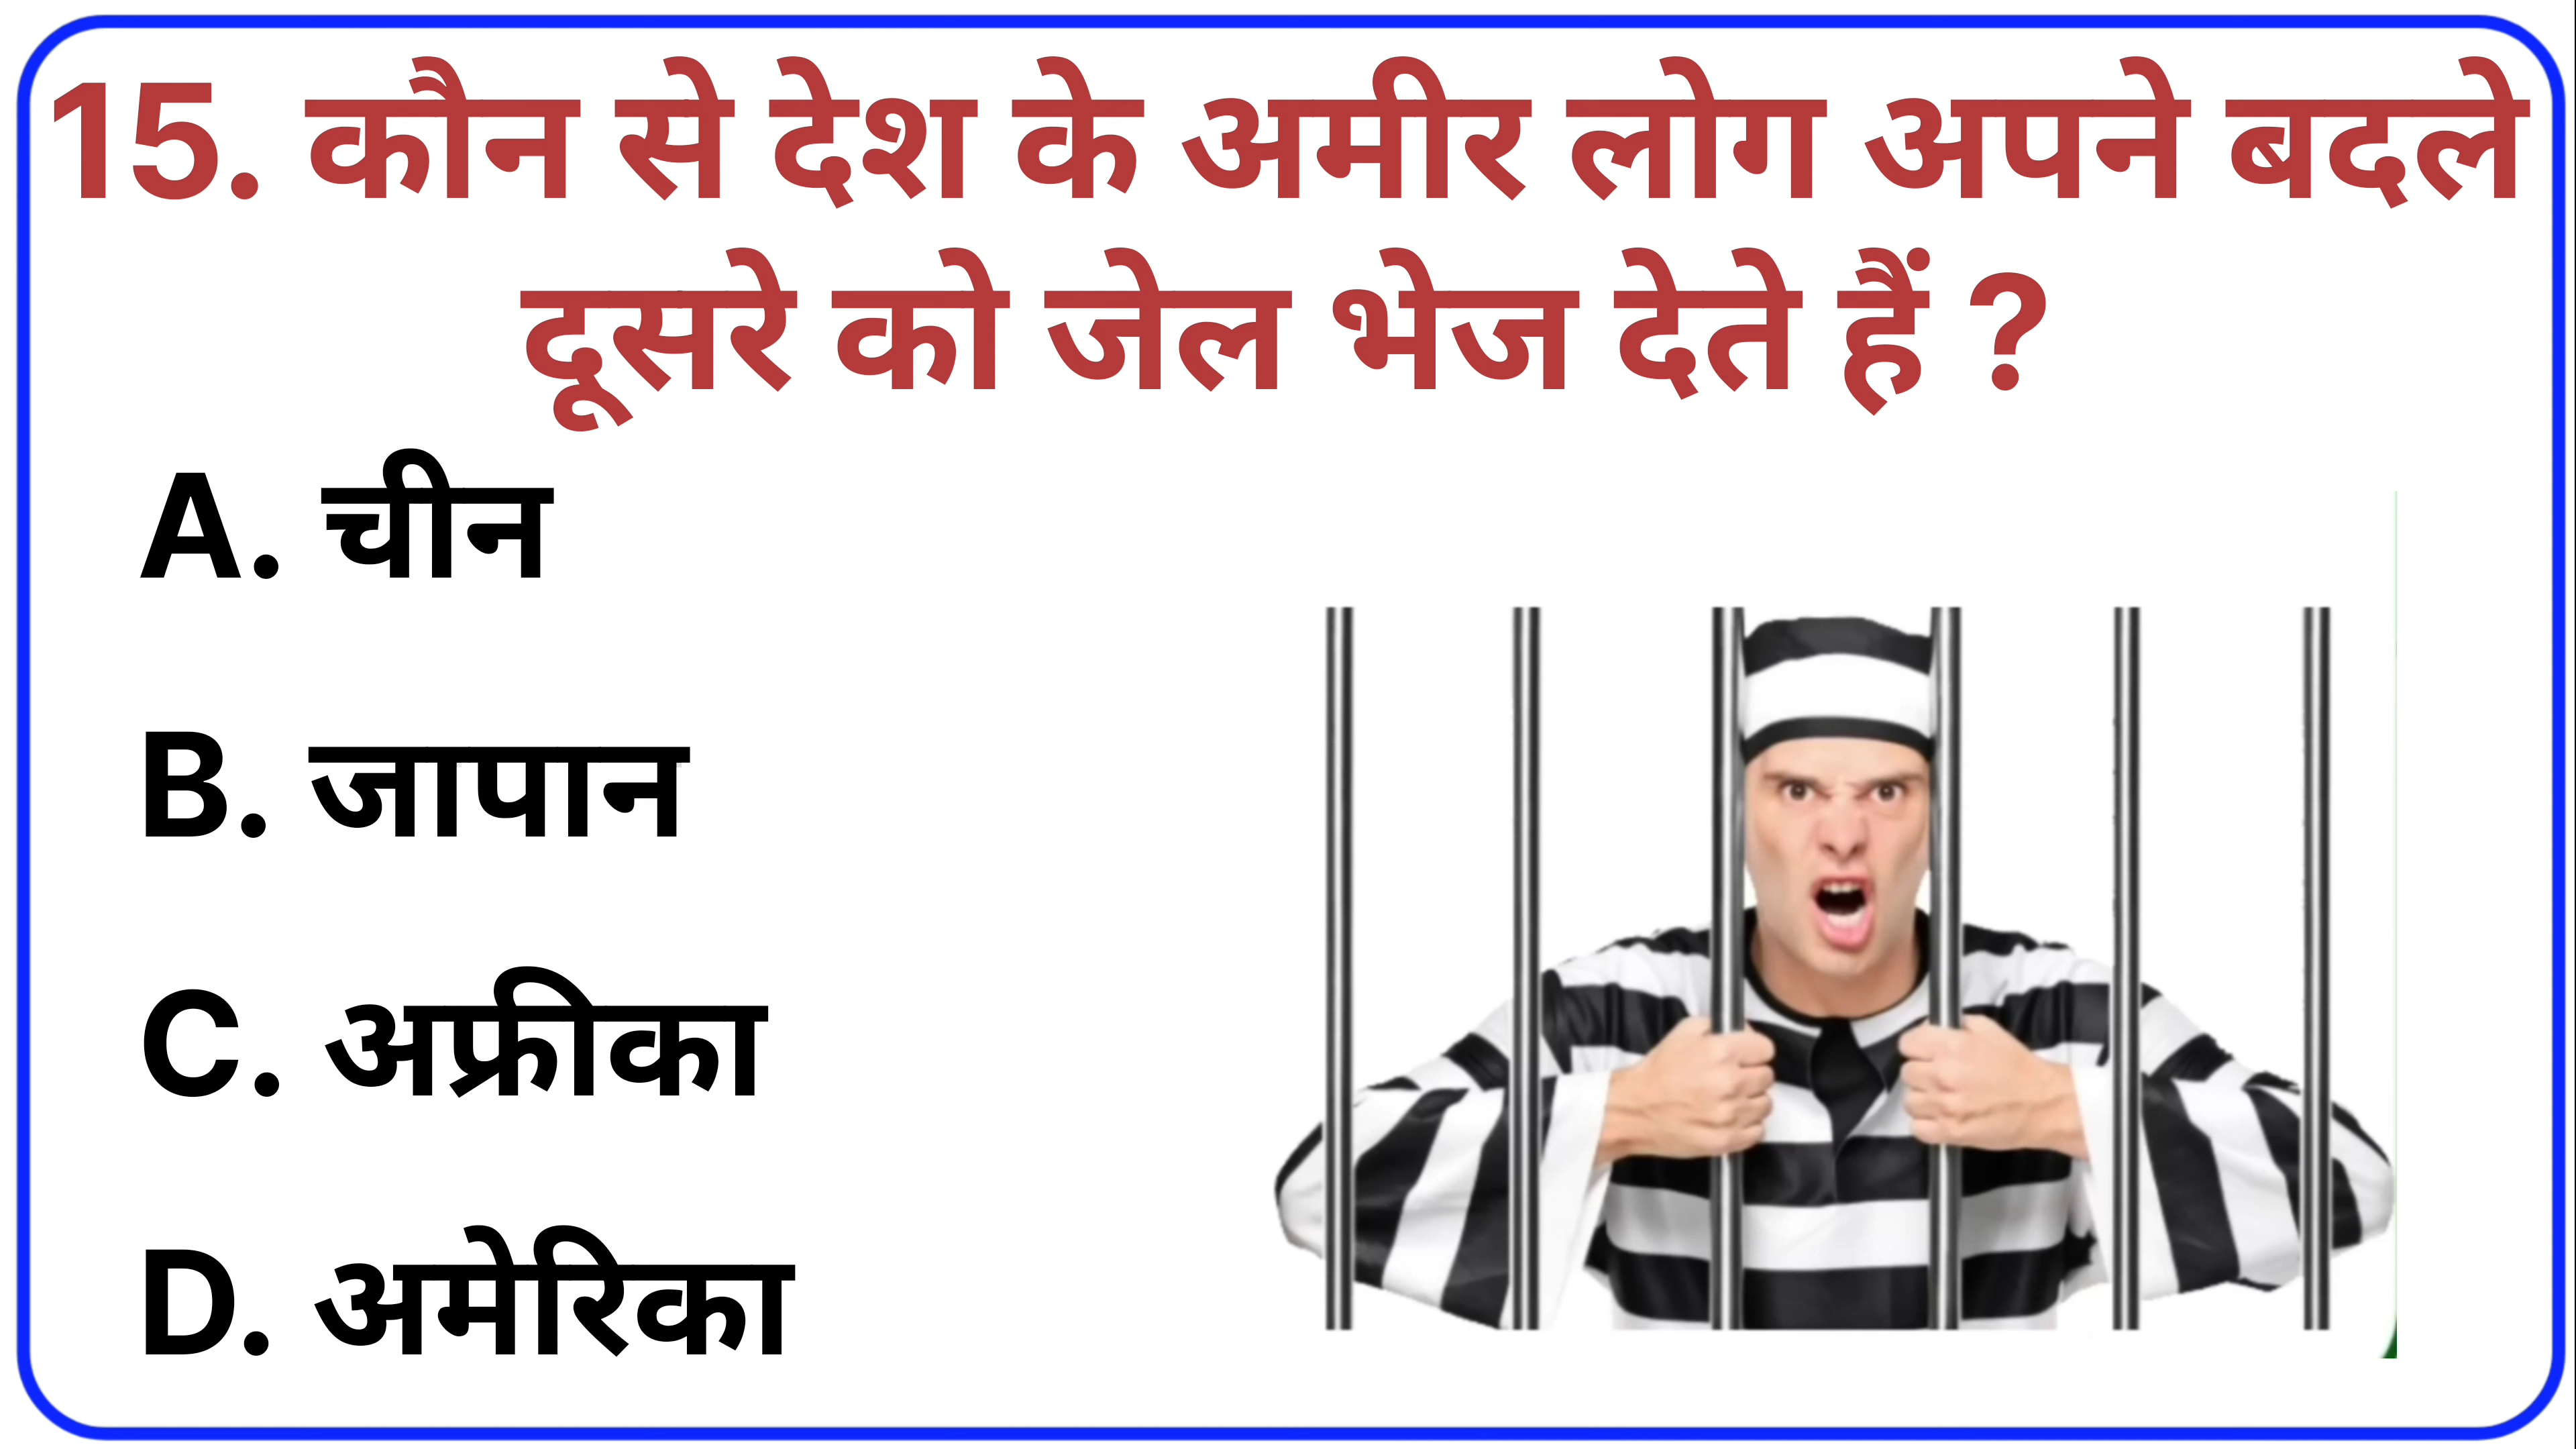 15. कौन से देश के अमीर लोग अपने बदले
दूसरे को जेल भेज देते हैं ?
A. चीन
B. जापान
C. अफ्रीका
D. अमेरिका